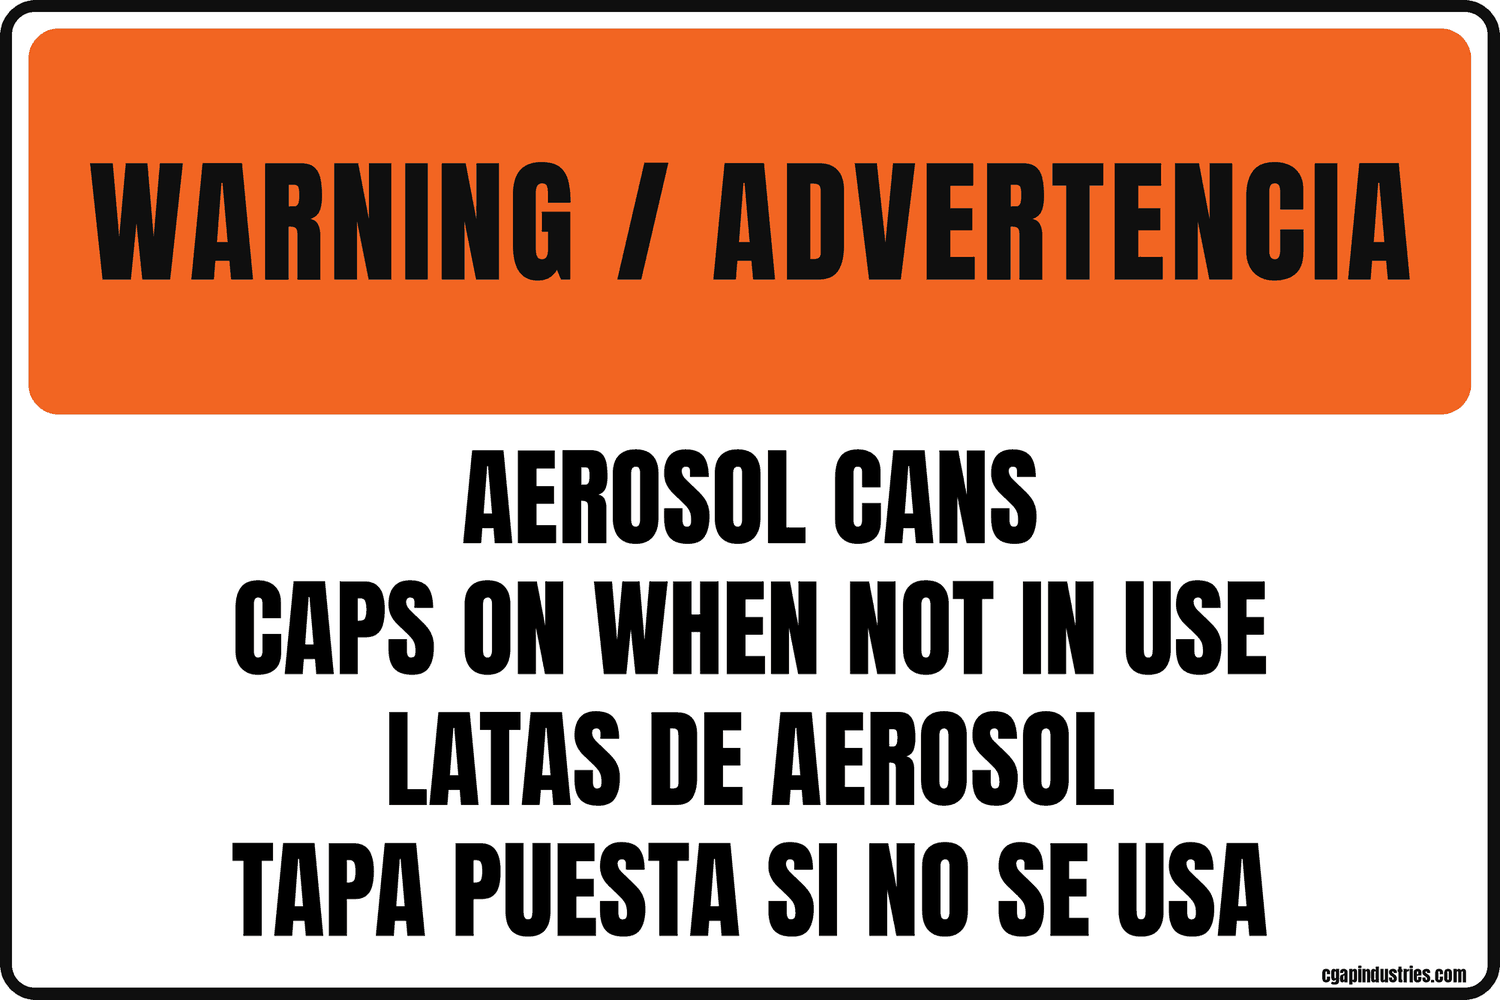 WARNING / ADVERTENCIA
AEROSOL CANS
CAPS ON WHEN NOT IN USE
LATAS DE AEROSOL
TAPA PUESTA SI NO SE USA
cgapindustries.com